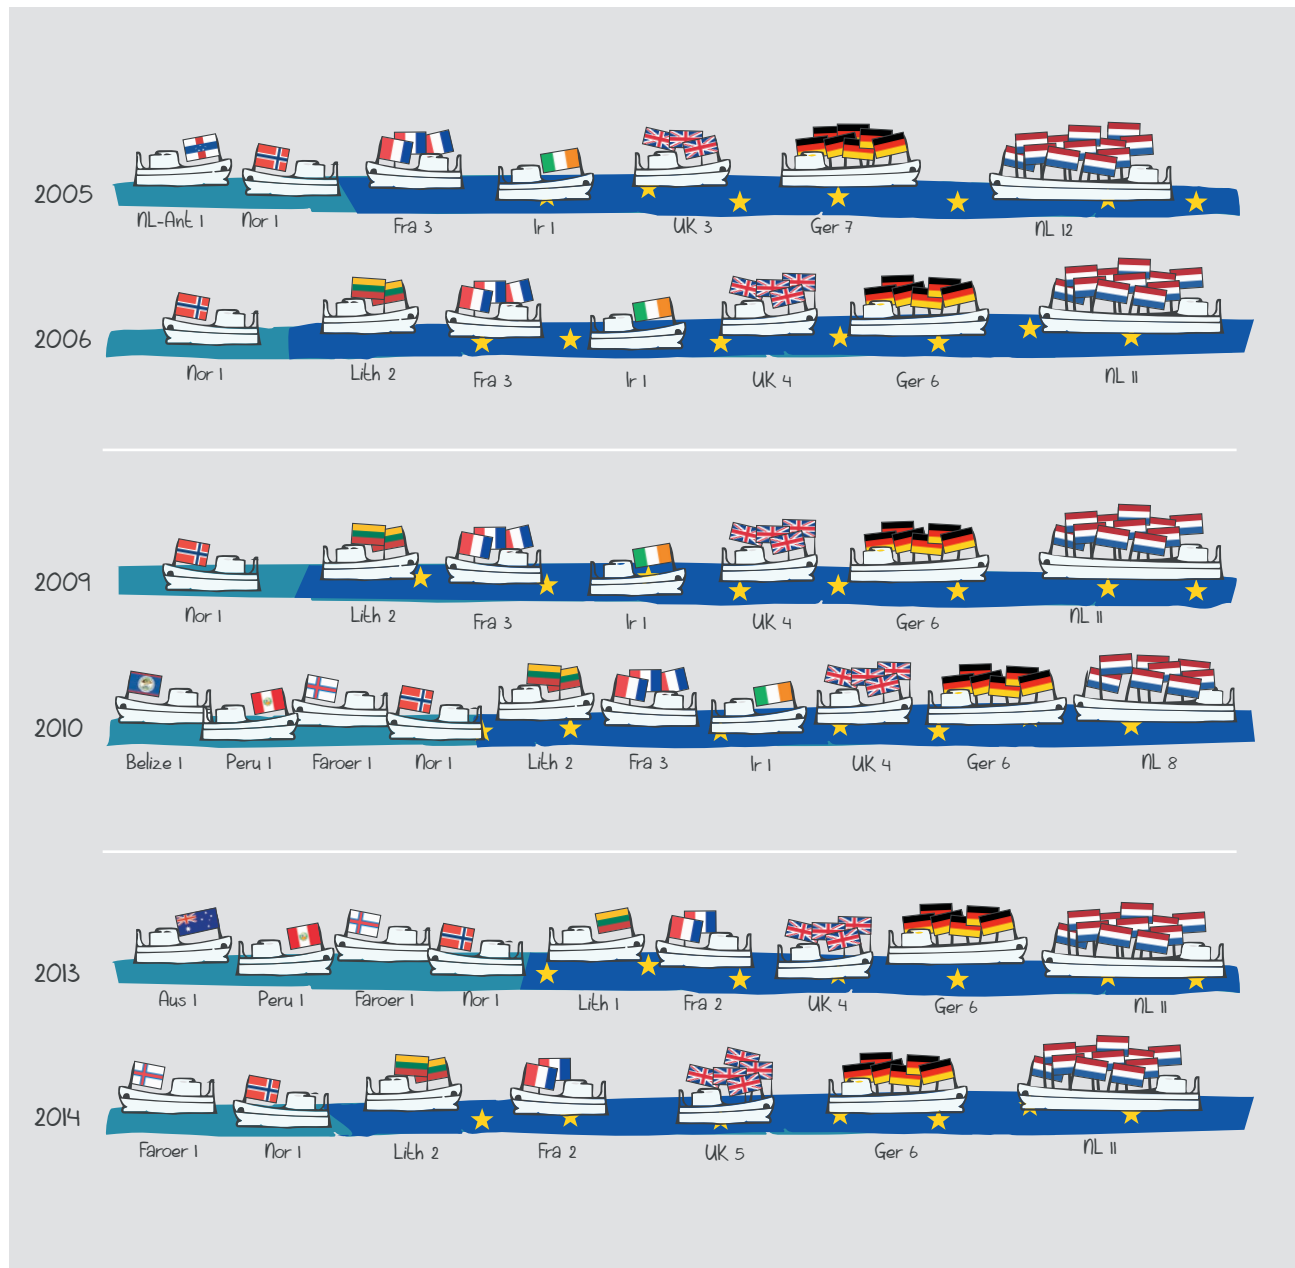 2005
NL-Ant 1 Nor 1 Fra 3 Ir 1 UK 3 Ger 7 NL 12
2006
Nor 1 Lith 2 Fra 3 Ir 1 UK 4 Ger 6 NL 11
2009
Nor 1 Lith 2 Fra 3 Ir 1 UK 4 Ger 6 NL 11
2010
Belize 1 Peru 1 Faroer 1 Nor 1 Lith 2 Fra 3 Ir 1 UK 4 Ger 6 NL 8
2013
Aus 1 Peru 1 Faroer 1 Nor 1 Lith 1 Fra 2 UK 4 Ger 6 NL 11
2014
Faroer 1 Nor 1 Lith 2 Fra 2 UK 5 Ger 6 NL 11